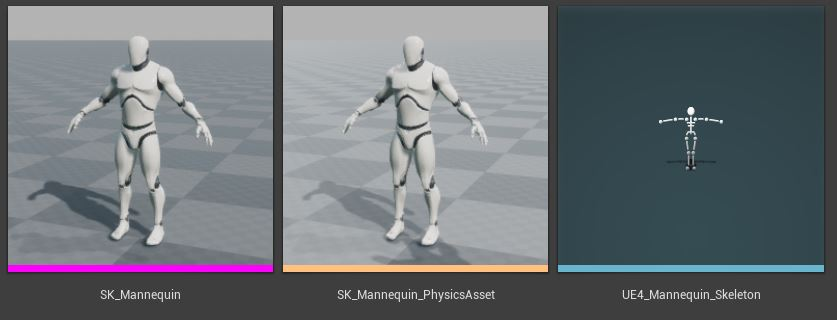 SK_Mannequin
SK_Mannequin_PhysicsAsset
UE4_Mannequin_Skeleton